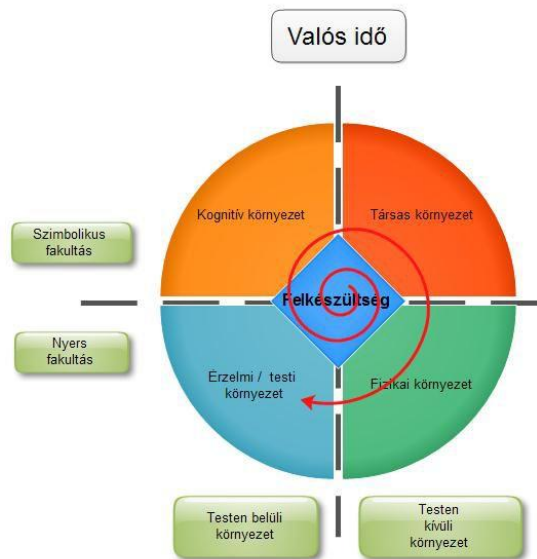 Valós idő
Kognitív környezet
Társas környezet
Szimbolikus
fakultás
Felkészültség
Nyers
fakultás
Érzelmi / testi
környezet
Fizikai környezet
Testen belüli
környezet
Testen
kívüli
környezet